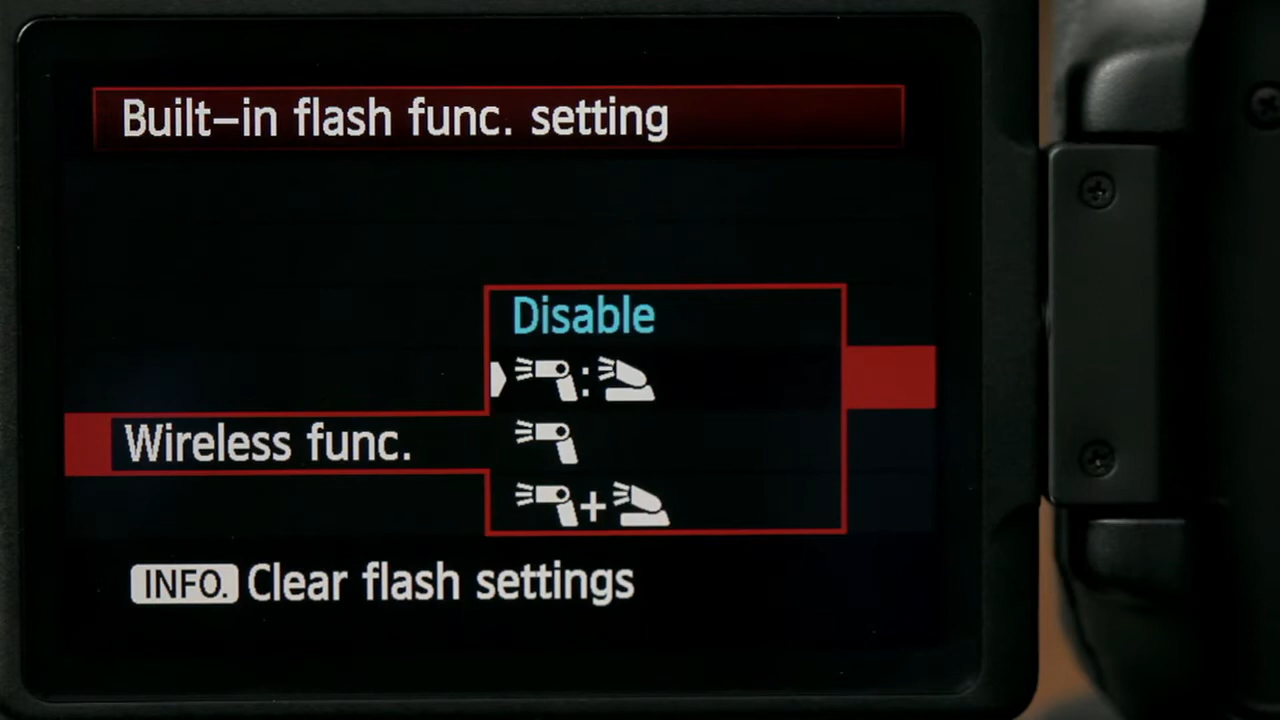 Built-in flash func. setting
Disable
:
Wireless func.
+
INFO. Clear flash settings